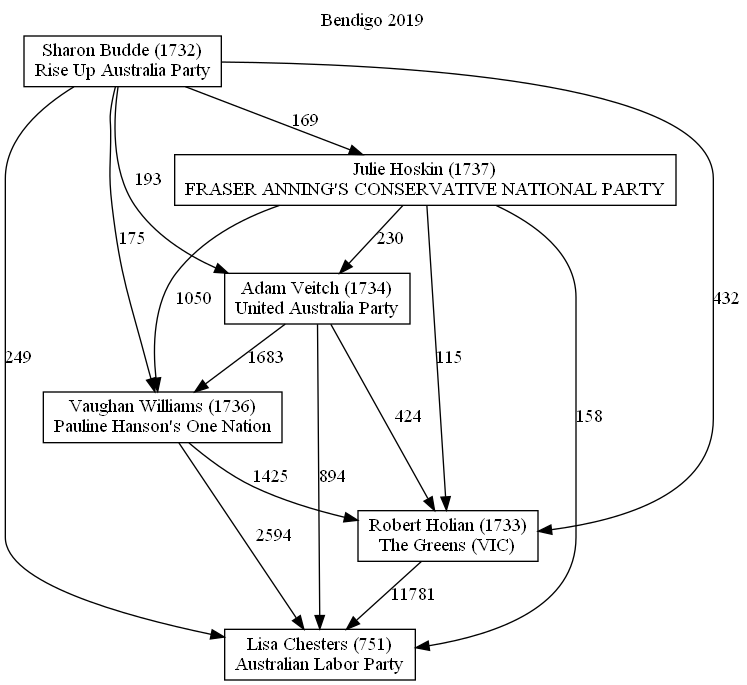 Bendigo 2019
Sharon Budde (1732)
Rise Up Australia Party
169
Julie Hoskin (1737)
FRASER ANNING'S CONSERVATIVE NATIONAL PARTY
193
175
230
1050
Adam Veitch (1734)
United Australia Party
432
249
1683
115
Vaughan Williams (1736)
Pauline Hanson's One Nation
424
158
1425
894
Robert Holian (1733)
The Greens (VIC)
2594
11781
Lisa Chesters (751)
Australian Labor Party